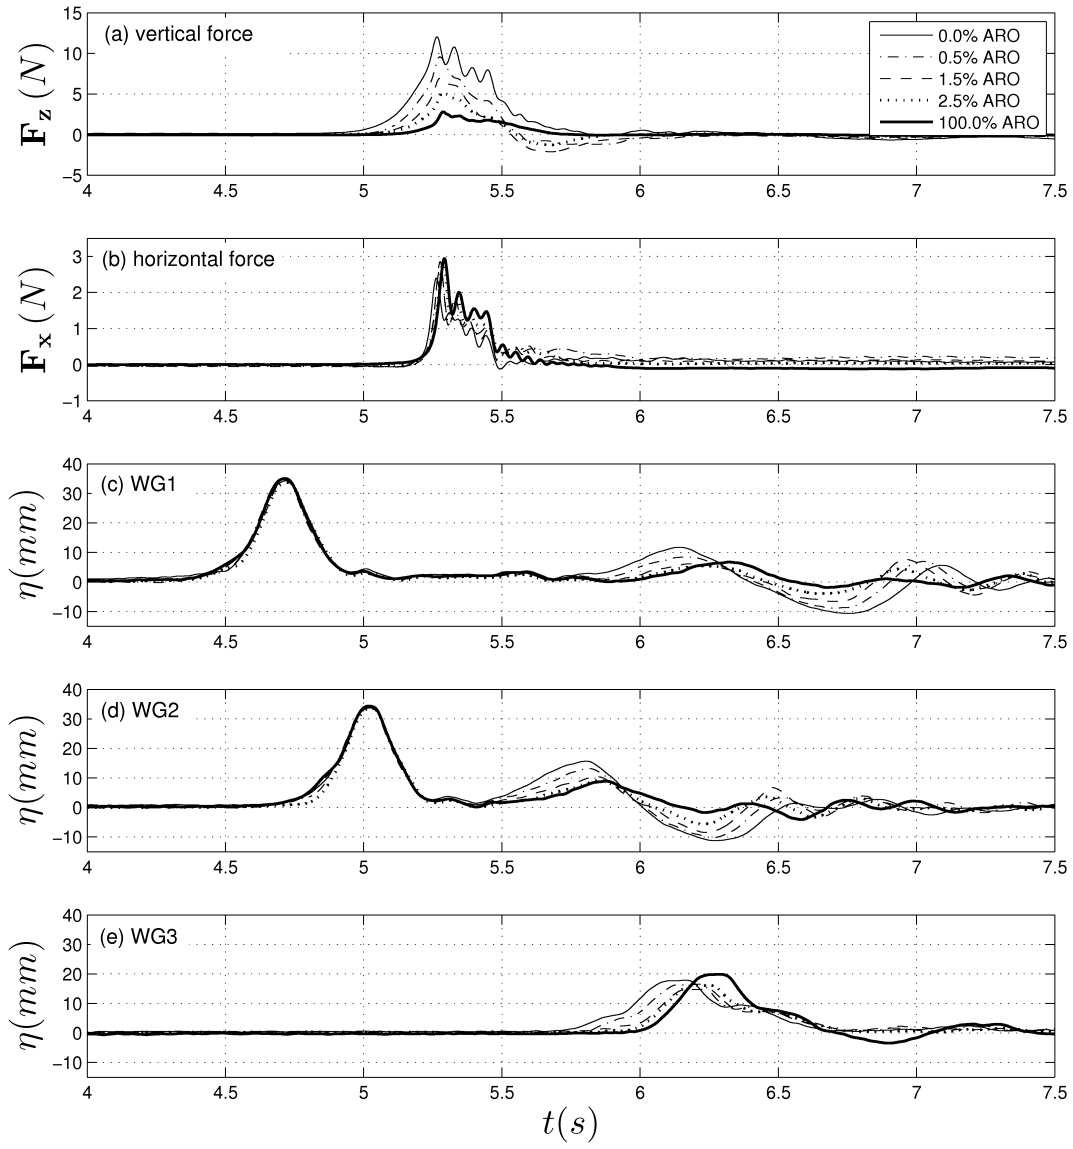 (a) vertical force
0.0% ARO
0.5% ARO
1.5% ARO
2.5% ARO
100.0% ARO
F_z (N)
15
10
5
0
−5
4 4.5 5 5.5 6 6.5 7 7.5
(b) horizontal force
F_x (N)
3
2
1
0
−1
4 4.5 5 5.5 6 6.5 7 7.5
(c) WG1
η(mm)
40
30
20
10
0
−10
4 4.5 5 5.5 6 6.5 7 7.5
(d) WG2
η(mm)
40
30
20
10
0
−10
4 4.5 5 5.5 6 6.5 7 7.5
(e) WG3
η(mm)
40
30
20
10
0
−10
4 4.5 5 5.5 6 6.5 7 7.5
t(s)